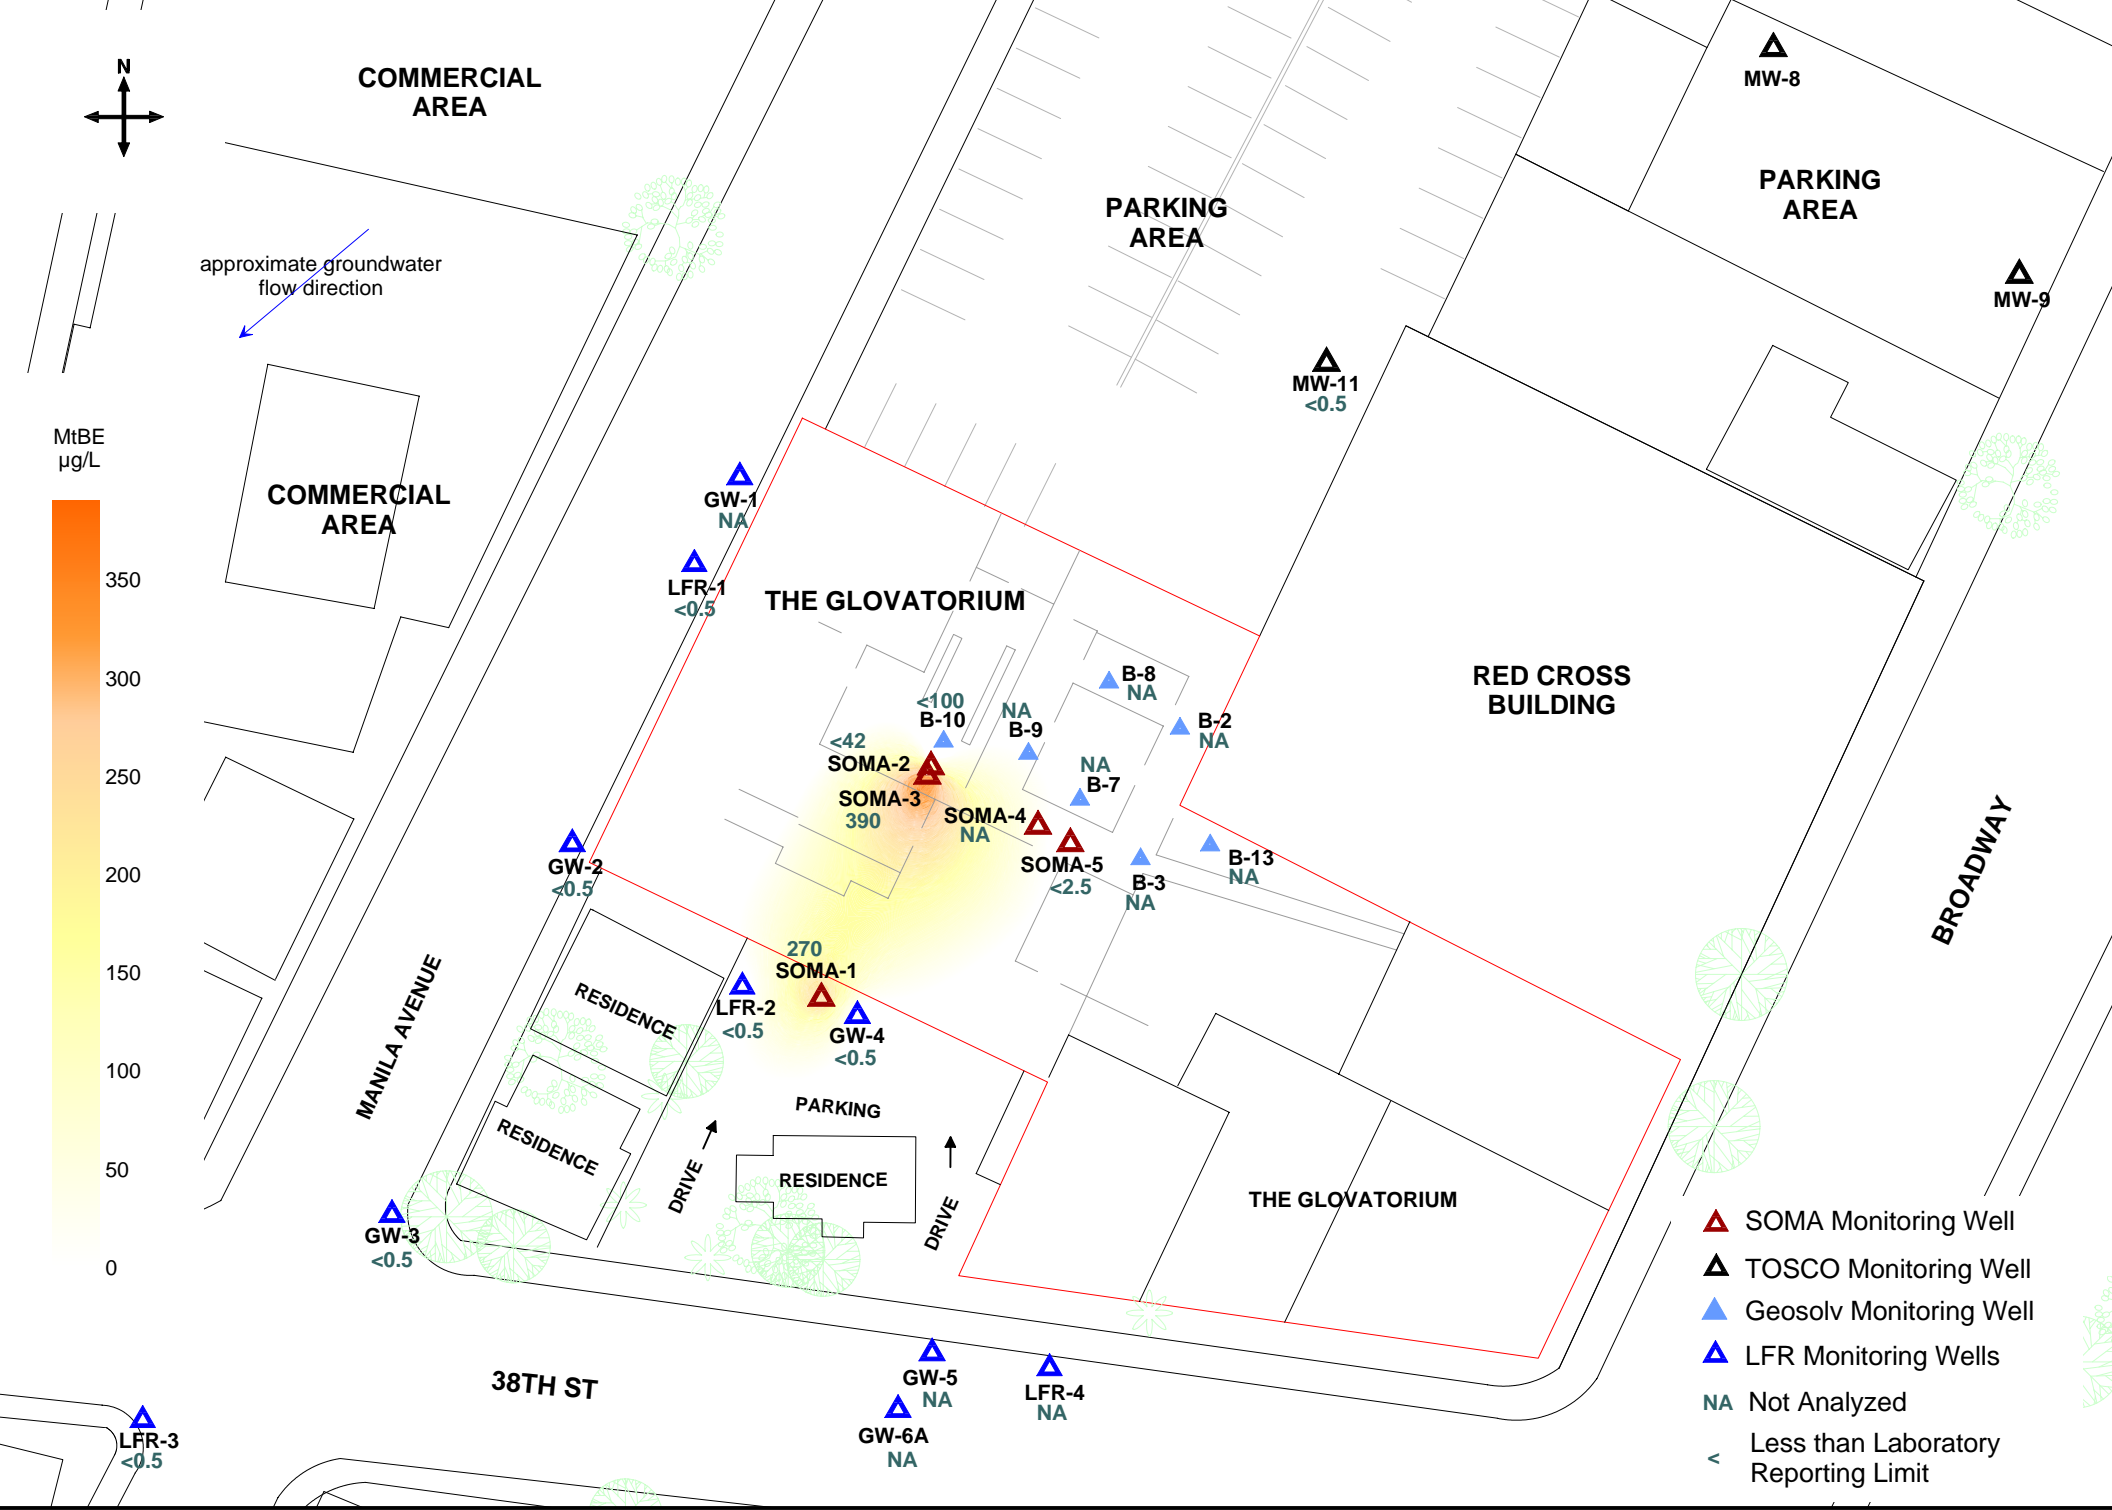 N
COMMERCIAL
AREA
MW-8
PARKING
AREA
PARKING
AREA
approximate groundwater
flow direction
MW-9
MW-11
<0.5
MtBE
µg/L
COMMERCIAL
AREA
GW-1
NA
LFR-1
<0.5
THE GLOVATORIUM
350
300
250
200
150
100
50
0
RED CROSS
BUILDING
B-8
NA
<100
B-10
NA
B-9
B-2
NA
<42
SOMA-2
NA
B-7
SOMA-3
390
SOMA-4
NA
SOMA-5
<2.5
B-13
NA
B-3
NA
GW-2
<0.5
BROADWAY
270
SOMA-1
LFR-2
<0.5
GW-4
<0.5
RESIDENCE
MANILA AVENUE
PARKING
RESIDENCE
DRIVE
RESIDENCE
DRIVE
THE GLOVATORIUM
GW-3
<0.5
38TH ST
GW-5
NA
LFR-4
NA
GW-6A
NA
LFR-3
<0.5
SOMA Monitoring Well
TOSCO Monitoring Well
Geosolv Monitoring Well
LFR Monitoring Wells
NA Not Analyzed
< Less than Laboratory
Reporting Limit